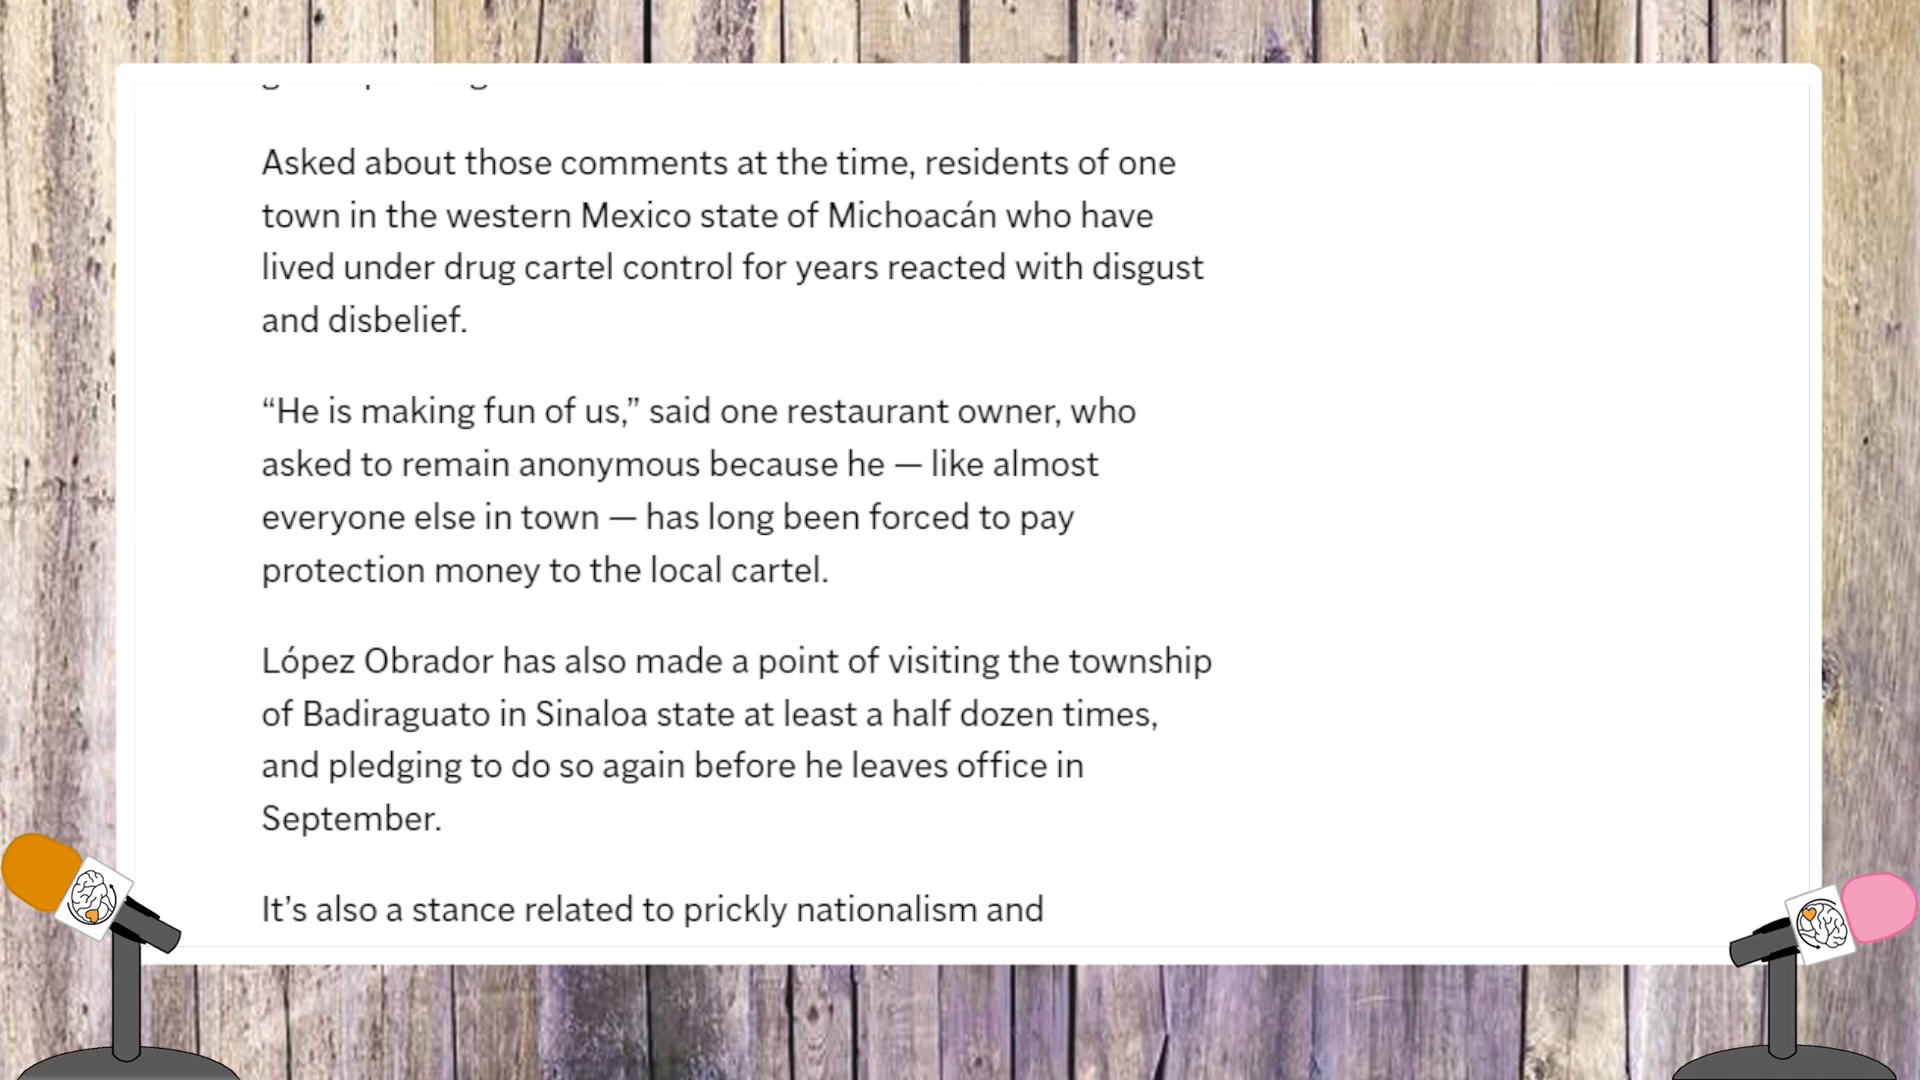 Asked about those comments at the time, residents of one
town in the western Mexico state of Michoacán who have
lived under drug cartel control for years reacted with disgust
and disbelief.
“He is making fun of us,” said one restaurant owner, who
asked to remain anonymous because he — like almost
everyone else in town — has long been forced to pay
protection money to the local cartel.
López Obrador has also made a point of visiting the township
of Badiraguato in Sinaloa state at least a half dozen times,
and pledging to do so again before he leaves office in
September.
It’s also a stance related to prickly nationalism and